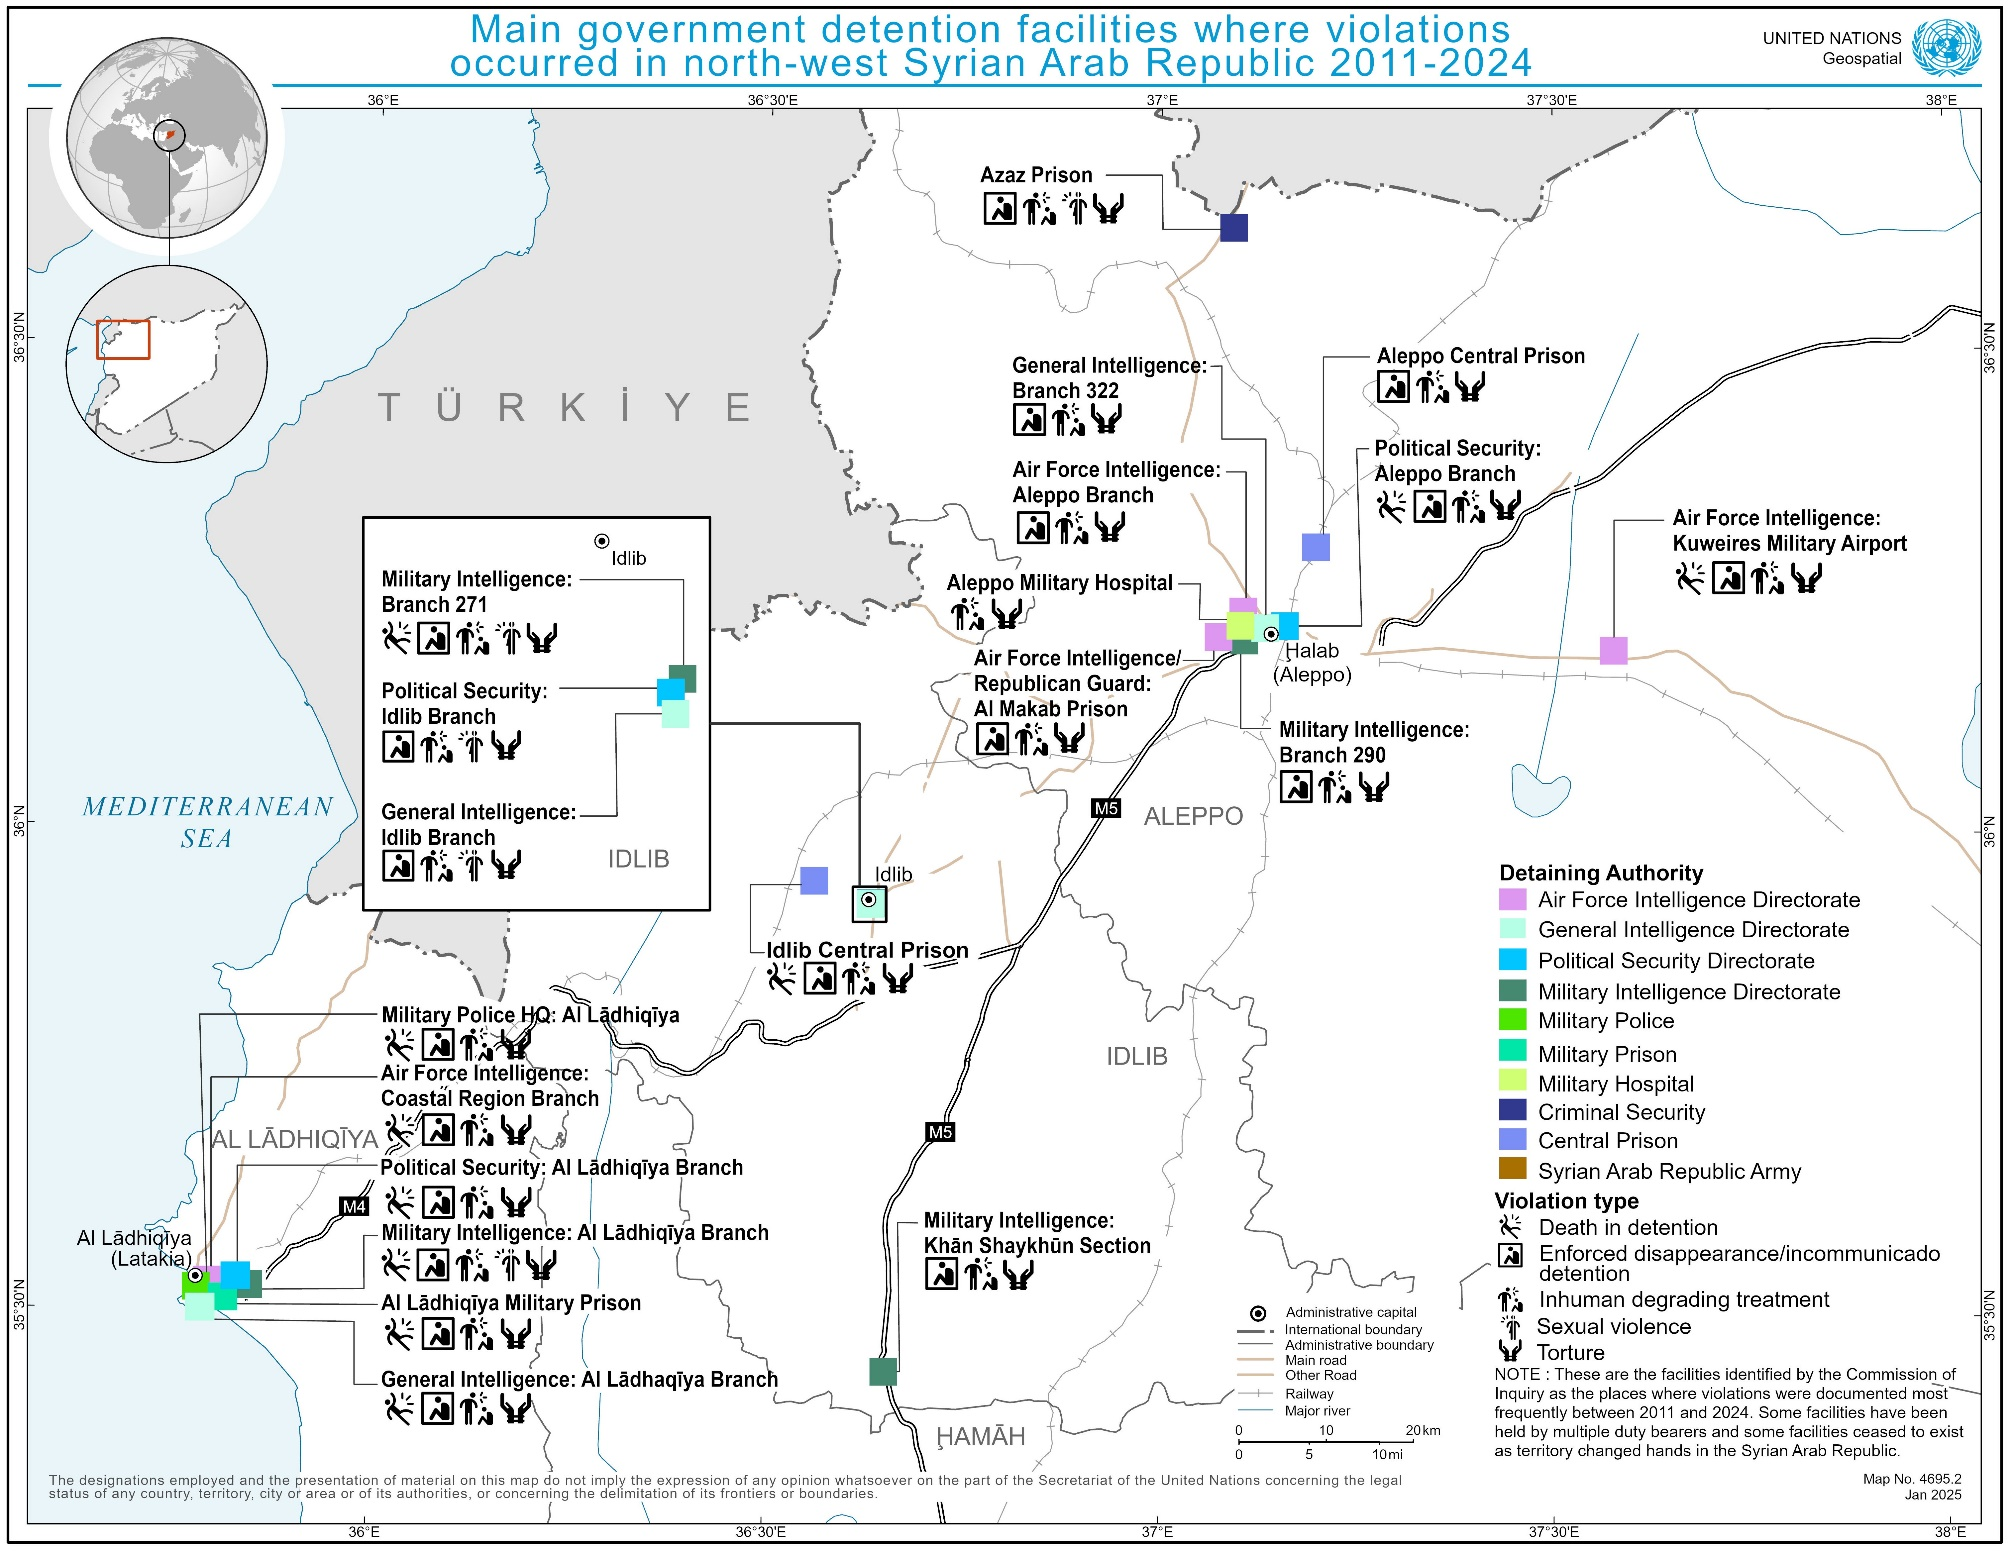 Main government detention facilities where violations
occurred in north-west Syrian Arab Republic 2011-2024
UNITED NATIONS
Geospatial
36°E
36°30'E
37°E
37°30'E
38°E
36°30'N
36°N
35°30'N
36°30'N
36°N
35°30'N
TÜRKİYE
MEDITERRANEAN
SEA
Azaz Prison
General Intelligence:
Branch 322
Aleppo Central Prison
Air Force Intelligence:
Aleppo Branch
Political Security:
Aleppo Branch
Air Force Intelligence:
Kuweires Military Airport
Aleppo Military Hospital
Air Force Intelligence/
Republican Guard:
Al Makab Prison
Ḩalab
(Aleppo)
Military Intelligence:
Branch 290
M5
ALEPPO
Idlib
Military Intelligence:
Branch 271
Political Security:
Idlib Branch
General Intelligence:
Idlib Branch
IDLIB
Idlib
Idlib Central Prison
Military Police HQ: Al Lādhiqīya
Air Force Intelligence:
Coastal Region Branch
AL LĀDHIQĪYA
Political Security: Al Lādhiqīya Branch
M4
Al Lādhiqīya
(Latakia)
Military Intelligence: Al Lādhiqīya Branch
Al Lādhiqīya Military Prison
General Intelligence: Al Lādhaqīya Branch
IDLIB
M5
Military Intelligence:
Khān Shaykhūn Section
ḨAMĀH
Detaining Authority
Air Force Intelligence Directorate
General Intelligence Directorate
Political Security Directorate
Military Intelligence Directorate
Military Police
Military Prison
Military Hospital
Criminal Security
Central Prison
Syrian Arab Republic Army
Violation type
Death in detention
Enforced disappearance/incommunicado
detention
Inhuman degrading treatment
Sexual violence
Torture
NOTE : These are the facilities identified by the Commission of
Inquiry as the places where violations were documented most
frequently between 2011 and 2024. Some facilities have been
held by multiple duty bearers and some facilities ceased to exist
as territory changed hands in the Syrian Arab Republic.
Administrative capital
International boundary
Administrative boundary
Main road
Other Road
Railway
Major river
0 10 20 km
0 5 10 mi
The designations employed and the presentation of material on this map do not imply the expression of any opinion whatsoever on the part of the Secretariat of the United Nations concerning the legal
status of any country, territory, city or area or of its authorities, or concerning the delimitation of its frontiers or boundaries.
Map No. 4695.2
Jan 2025
36°E
36°30'E
37°E
37°30'E
38°E